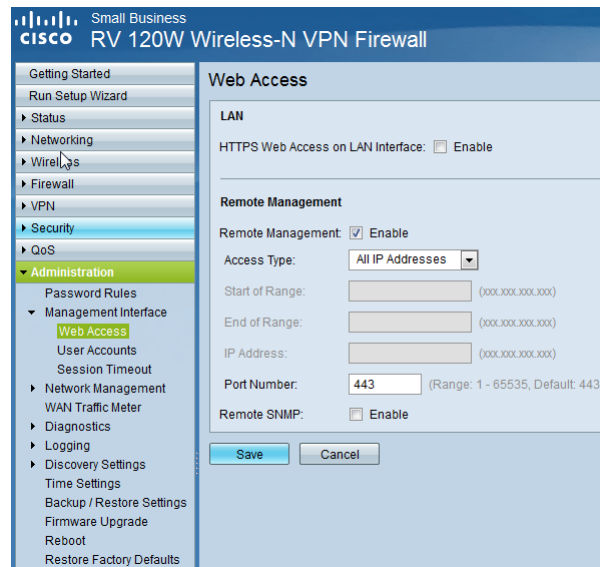 Small Business
CISCO RV 120W Wireless-N VPN Firewall
Getting Started
Run Setup Wizard
Status
Networking
Wireless
Firewall
VPN
Security
QoS
Administration
Password Rules
Management Interface
Web Access
User Accounts
Session Timeout
Network Management
WAN Traffic Meter
Diagnostics
Logging
Discovery Settings
Time Settings
Backup / Restore Settings
Firmware Upgrade
Reboot
Restore Factory Defaults
Web Access
LAN
HTTPS Web Access on LAN Interface: Enable
Remote Management
Remote Management: Enable
Access Type: All IP Addresses
Start of Range: (xxx.xxx.xxx.xxx)
End of Range: (xxx.xxx.xxx.xxx)
IP Address: (xxx.xxx.xxx.xxx)
Port Number: 443 (Range: 1 - 65535, Default: 443
Remote SNMP: Enable
Save Cancel